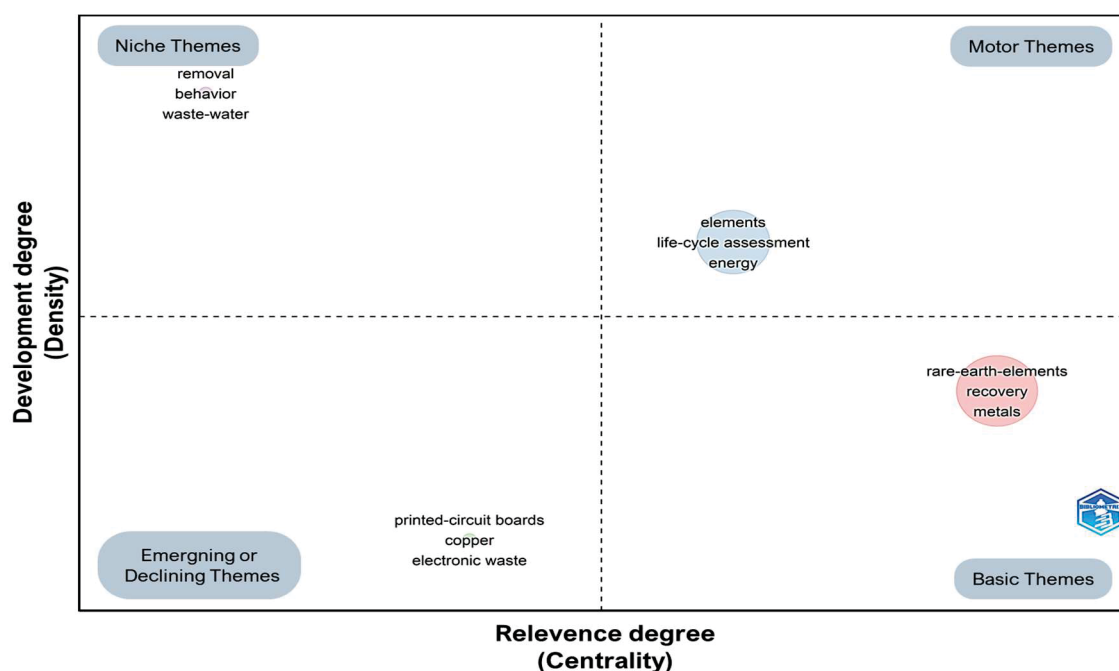 Niche Themes
removal
behavior
waste-water
Motor Themes
elements
life-cycle assessment
energy
Development degree
(Density)
rare-earth-elements
recovery
metals
printed-circuit boards
copper
electronic waste
Emergning or
Declining Themes
BIBLIOMETRIX
Basic Themes
Relevence degree
(Centrality)